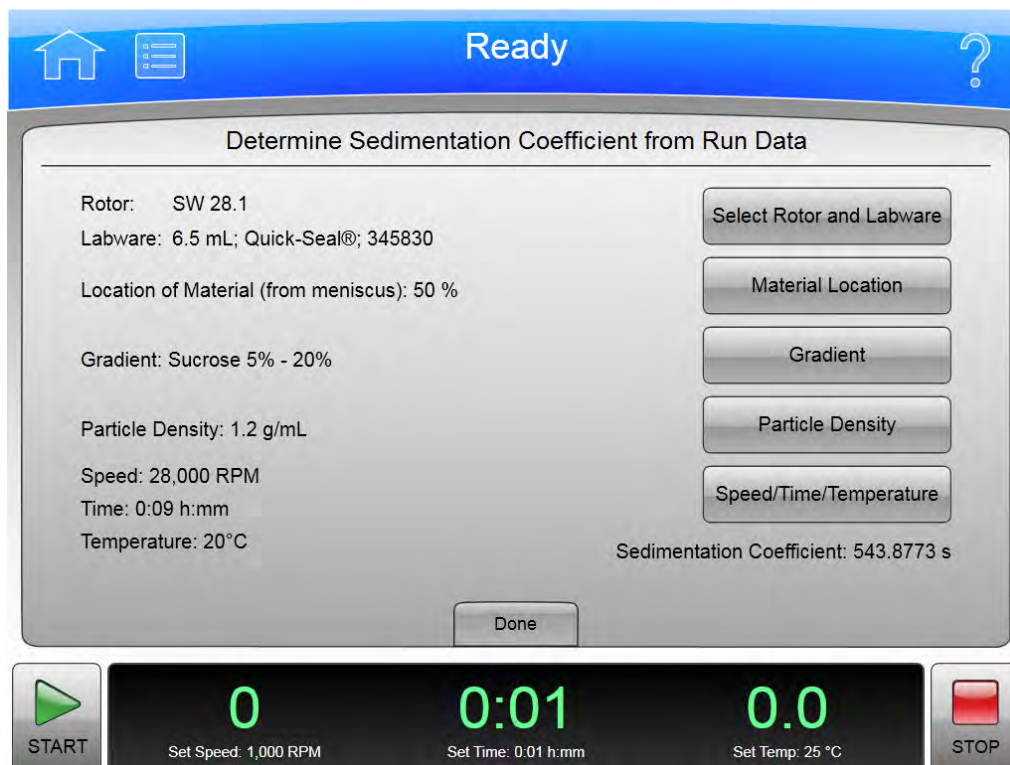 Ready
?
Determine Sedimentation Coefficient from Run Data
Rotor: SW 28.1
Labware: 6.5 mL; Quick-Seal®; 345830
Location of Material (from meniscus): 50 %
Gradient: Sucrose 5% - 20%
Particle Density: 1.2 g/mL
Speed: 28,000 RPM
Time: 0:09 h:mm
Temperature: 20°C
Select Rotor and Labware
Material Location
Gradient
Particle Density
Speed/Time/Temperature
Sedimentation Coefficient: 543.8773 s
Done
START
0
Set Speed: 1,000 RPM
0:01
Set Time: 0:01 h:mm
0.0
Set Temp: 25 °C
STOP